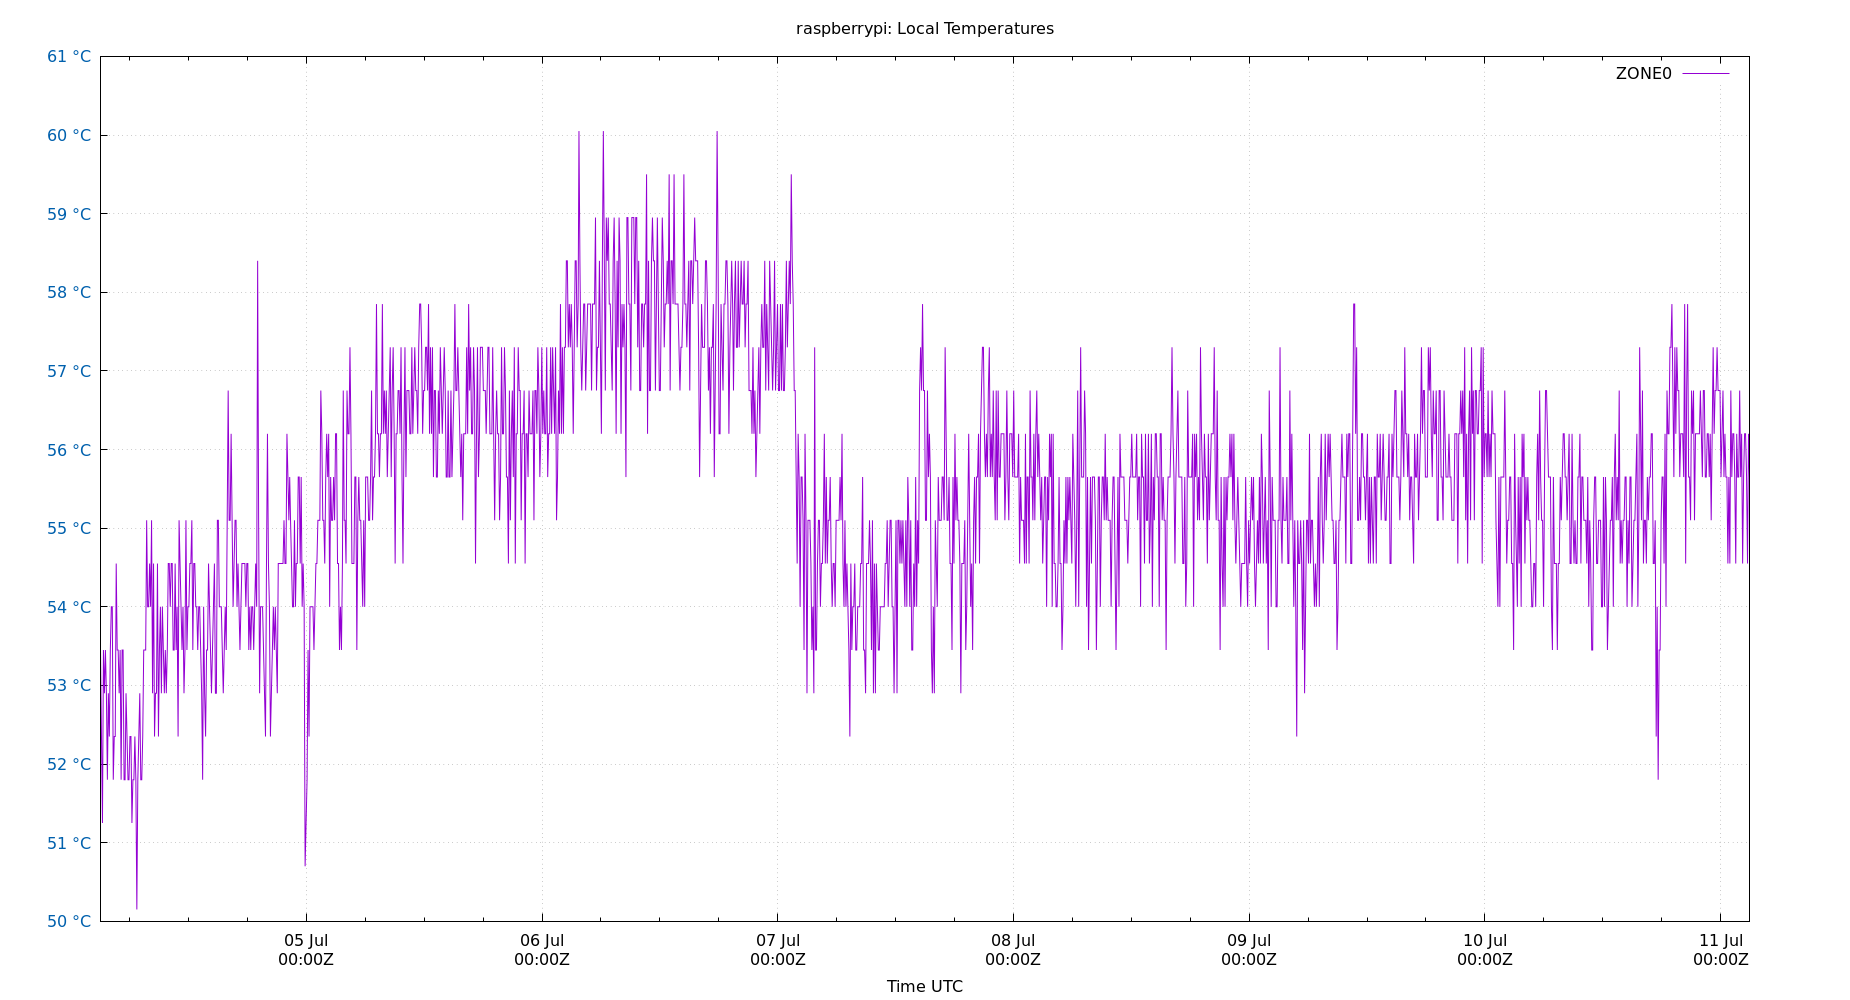 raspberrypi: Local Temperatures
61 °C
ZONE0
60 °C
59 °C
58 °C
57 °C
56 °C
55 °C
54 °C
53 °C
52 °C
51 °C
50 °C
05 Jul 06 Jul 07 Jul 08 Jul 09 Jul 10 Jul 11 Jul
00:00Z 00:00Z 00:00Z 00:00Z 00:00Z 00:00Z 00:00Z
Time UTC